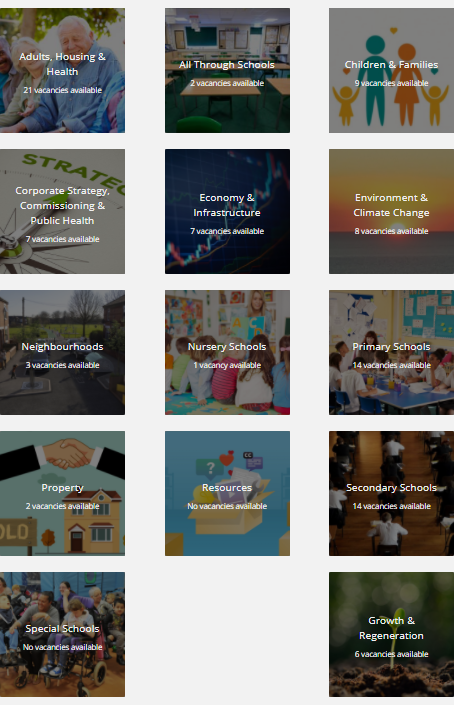 Adults, Housing &
Health
21 vacancies available
All Through Schools
2 vacancies available
Children & Families
9 vacancies available
STRATEG
Corporate Strategy,
Commissioning &
Public Health
7 vacancies available
Economy &
Infrastructure
7 vacancies available
Environment &
Climate Change
8 vacancies available
Neighbourhoods
3 vacancies available
Nursery Schools
1 vacancy available
Primary Schools
14 vacancies available
Property
2 vacancies available
OLD
?
CC
Resources
No vacancies available
Secondary Schools
14 vacancies available
Special Schools
No vacancies available
Growth &
Regeneration
6 vacancies available